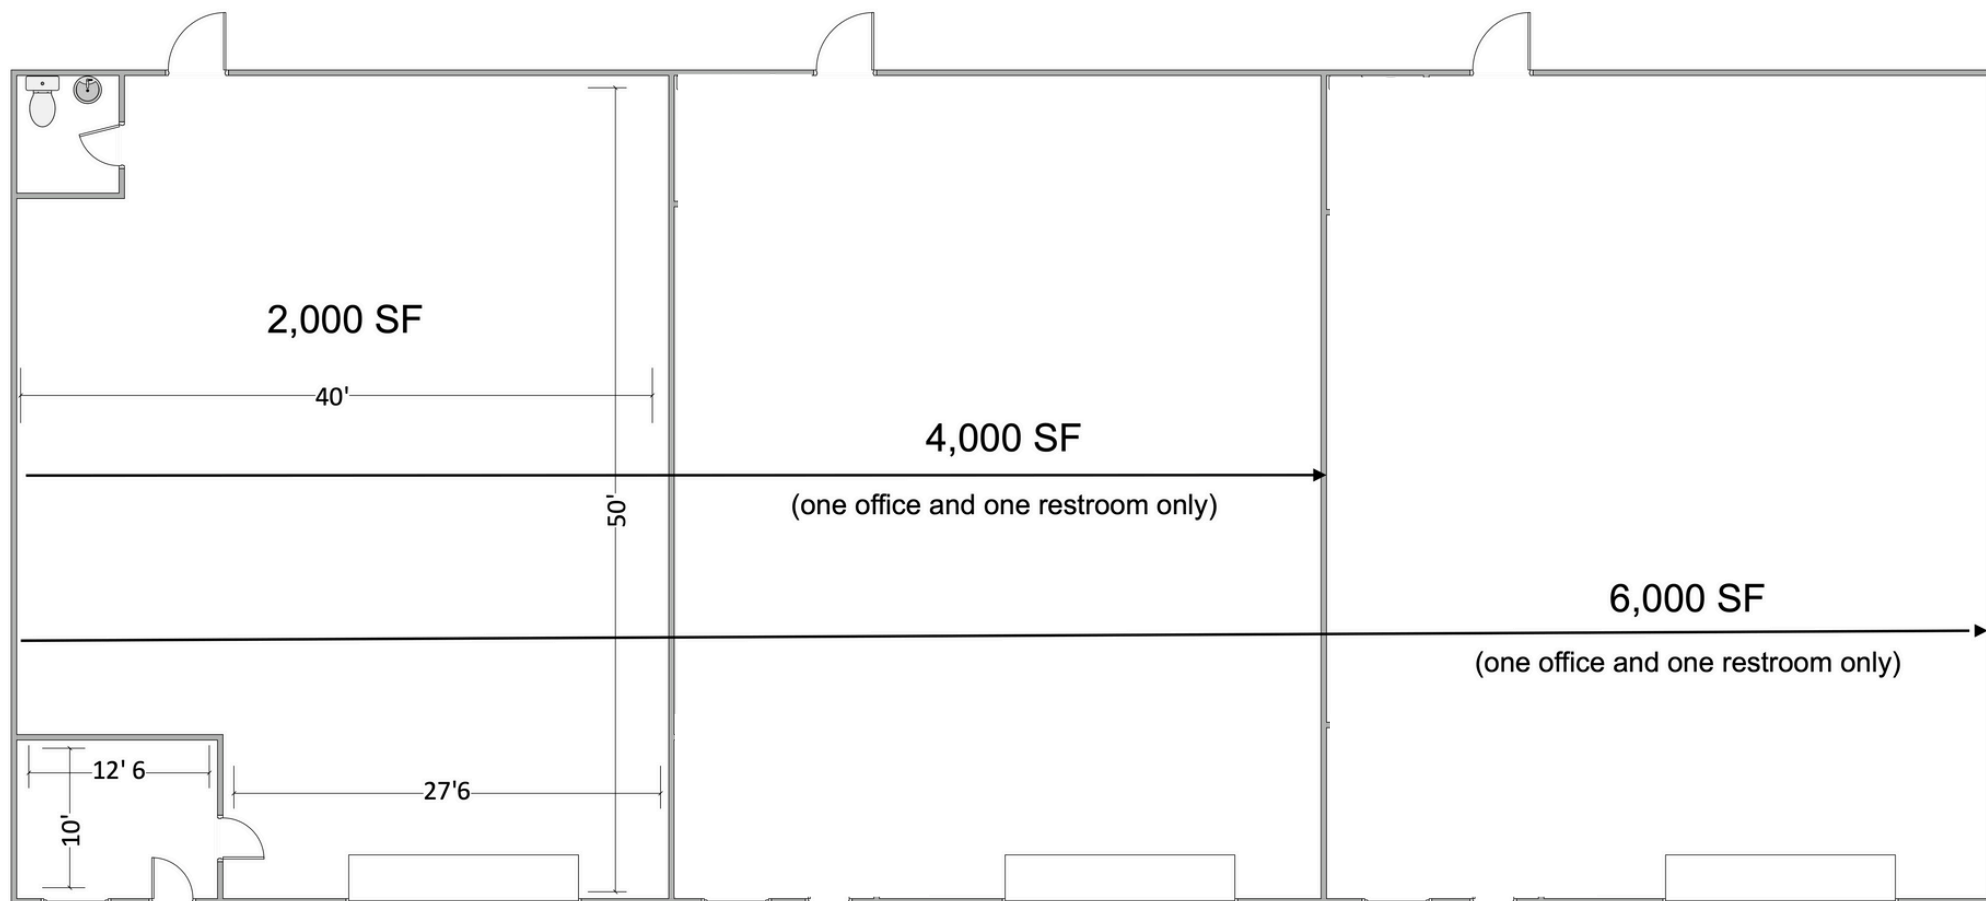 2,000 SF
40'
4,000 SF
(one office and one restroom only)
50'
6,000 SF
(one office and one restroom only)
12' 6
27'6
10'